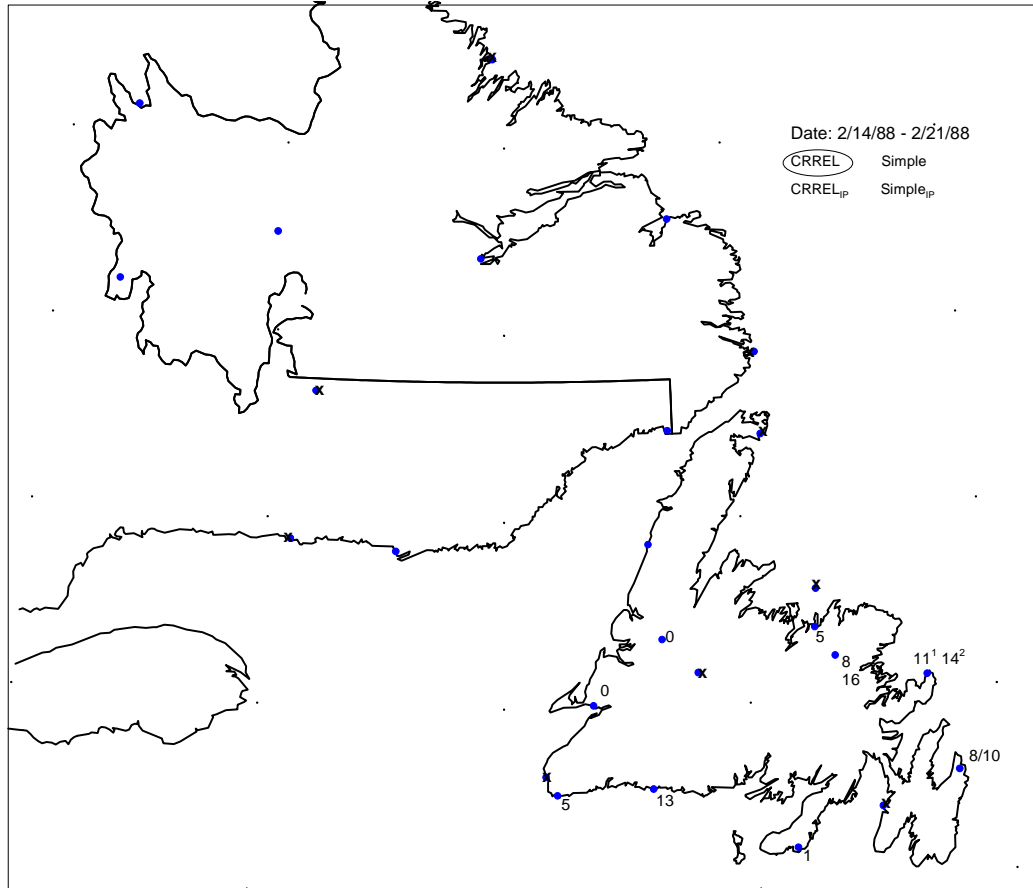 Date: 2/14/88 - 2/21/88
CRREL Simple
CRREL_IP Simple_IP
x
x
x
x
x
x
0
5
8
16
x
11¹ 14²
0
x
8/10
5
13
x
1